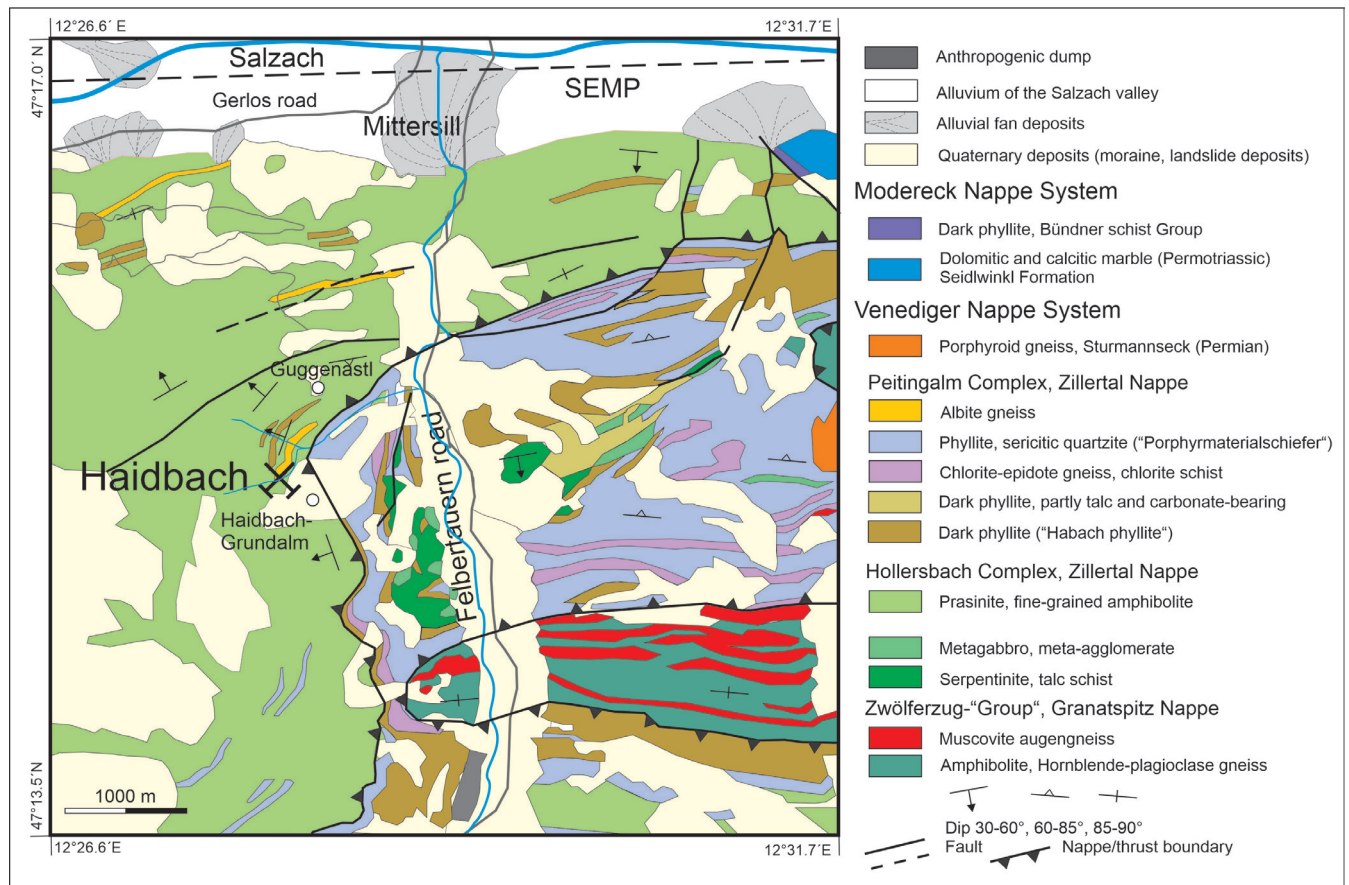 12°26.6´ E
12°31.7´E
47°17.0´ N
Salzach
SEMP
Gerlos road
Mittersill
Guggenastl
Haidbach
Haidbach-
Grundalm
Felbertauern road
1000 m
47°13.5´N
12°26.6´E
12°31.7´E
Anthropogenic dump
Alluvium of the Salzach valley
Alluvial fan deposits
Quaternary deposits (moraine, landslide deposits)
Modereck Nappe System
Dark phyllite, Bündner schist Group
Dolomitic and calcitic marble (Permotriassic)
Seidlwinkl Formation
Venediger Nappe System
Porphyroid gneiss, Sturmannseck (Permian)
Peitingalm Complex, Zillertal Nappe
Albite gneiss
Phyllite, sericitic quartzite (“Porphyrmaterialschiefer“)
Chlorite-epidote gneiss, chlorite schist
Dark phyllite, partly talc and carbonate-bearing
Dark phyllite (“Habach phyllite“)
Hollersbach Complex, Zillertal Nappe
Prasinite, fine-grained amphibolite
Metagabbro, meta-agglomerate
Serpentinite, talc schist
Zwölferzug-“Group“, Granatspitz Nappe
Muscovite augengneiss
Amphibolite, Hornblende-plagioclase gneiss
Dip 30-60°, 60-85°, 85-90°
Fault
Nappe/thrust boundary